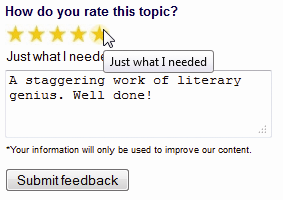 How do you rate this topic?
Just what I neede
Just what I needed
A staggering work of literary
genius. Well done!
*Your information will only be used to improve our content.
Submit feedback